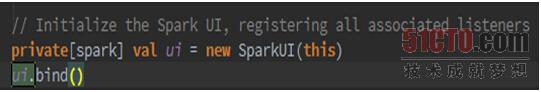 // Initialize the Spark UI, registering all associated listeners
private[spark] val ui = new SparkUI(this)
ui.bind()
51CTO.com
技术成就梦想